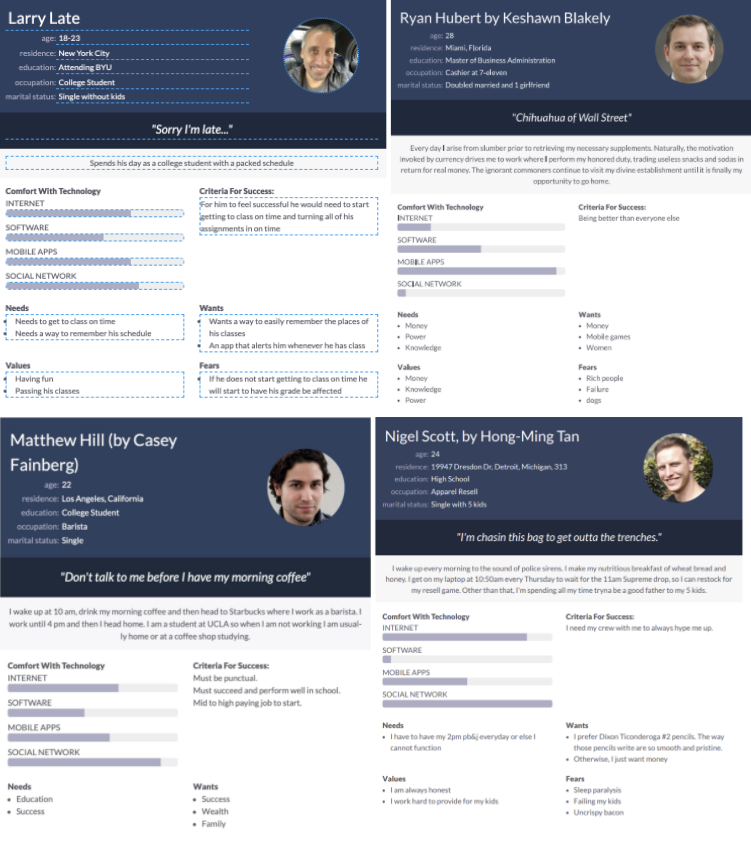 Larry Late
age: 18-23
residence: New York City
education: Attending BYU
occupation: College Student
marital status: Single without kids
"Sorry I'm late..."
Spends his day as a college student with a packed schedule
Comfort With Technology
INTERNET
SOFTWARE
MOBILE APPS
SOCIAL NETWORK
Criteria For Success:
For him to feel successful he would need to start
getting to class on time and turning all of his
assignments in on time
Needs
Needs to get to class on time
Needs a way to remember his schedule
Wants
Wants a way to easily remember the places of
his classes
An app that alerts him whenever he has class
Values
Having fun
Passing his classes
Fears
If he does not start getting to class on time he
will start to have his grade be affected
Ryan Hubert by Keshawn Blakely
age: 28
residence: Miami, Florida
education: Master of Business Administration
occupation: Cashier at 7-eleven
marital status: Doubled married and 1 girlfriend
"Chihuahua of Wall Street"
Every day I arise from slumber prior to retrieving my necessary supplements. Naturally, the motivation
invoked by currency drives me to work where I perform my honored duty, trading useless snacks and sodas in
return for real money. The ignorant commoners continue to visit my divine establishment until it is finally my
opportunity to go home.
Comfort With Technology
INTERNET
SOFTWARE
MOBILE APPS
SOCIAL NETWORK
Criteria For Success:
Being better than everyone else
Needs
Money
Power
Knowledge
Wants
Money
Mobile games
Women
Values
Money
Knowledge
Power
Fears
Rich people
Failure
dogs
Matthew Hill (by Casey
Fainberg)
age: 22
residence: Los Angeles, California
education: College Student
occupation: Barista
marital status: Single
"Don't talk to me before I have my morning coffee"
I wake up at 10 am, drink my morning coffee and then head to Starbucks where I work as a barista. I
work until 4 pm and then I head home. I am a student at UCLA so when I am not working I am usual-
ly home or at a coffee shop studying.
Comfort With Technology
INTERNET
SOFTWARE
MOBILE APPS
SOCIAL NETWORK
Criteria For Success:
Must be punctual.
Must succeed and perform well in school.
Mid to high paying job to start.
Needs
Education
Success
Wants
Success
Wealth
Family
Nigel Scott, by Hong-Ming Tan
age: 24
residence: 19947 Dresdon Dr, Detroit, Michigan, 313
education: High School
occupation: Apparel Resell
marital status: Single with 5 kids
"I'm chasin this bag to get outta the trenches."
I wake up every morning to the sound of police sirens. I make my nutritious breakfast of wheat bread and
honey. I get on my laptop at 10:50am every Thursday to wait for the 11am Supreme drop, so I can restock for
my resell game. Other than that, I'm spending all my time tryna be a good father to my 5 kids.
Comfort With Technology
INTERNET
SOFTWARE
MOBILE APPS
SOCIAL NETWORK
Criteria For Success:
I need my crew with me to always hype me up.
Needs
I have to have my 2pm pb&j everyday or else I
cannot function
Wants
I prefer Dixon Ticonderoga #2 pencils. The way
those pencils write are so smooth and pristine.
Otherwise, I just want money
Values
I am always honest
I work hard to provide for my kids
Fears
Sleep paralysis
Failing my kids
Uncrispy bacon